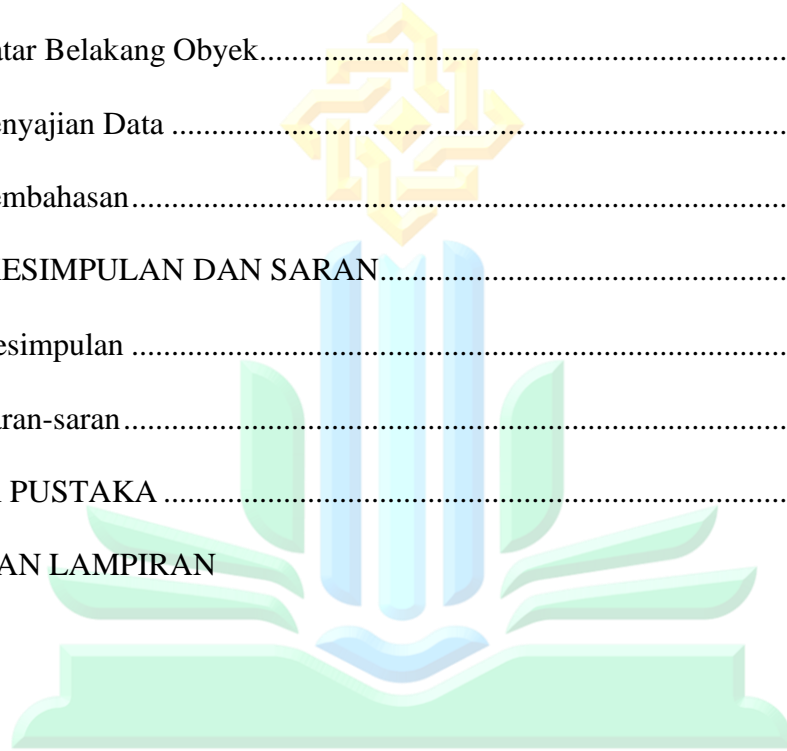 atar Belakang Obyek..................................................................
enyajian Data .............................................................................
embahasan..................................................................................
ESIMPULAN DAN SARAN...................................................
esimpulan ..................................................................................
aran-saran...................................................................................
PUSTAKA ..............................................................................
AN LAMPIRAN